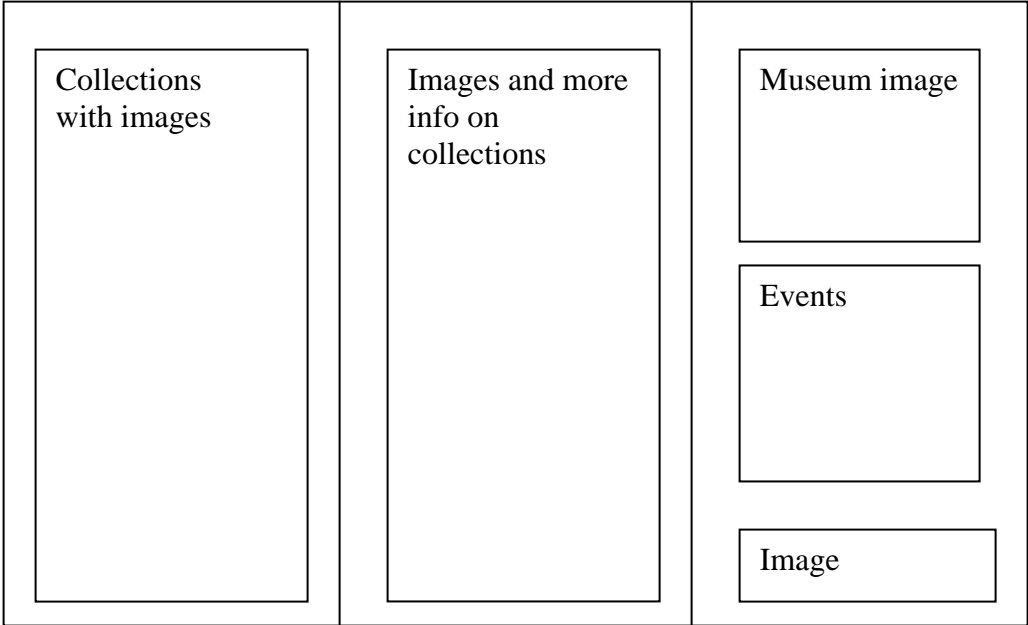 Collections
with images
Images and more
info on
collections
Museum image
Events
Image